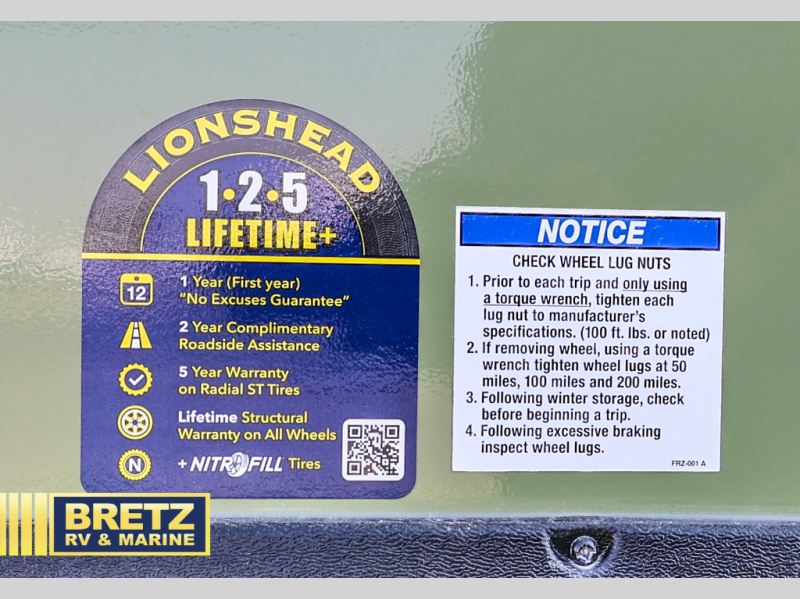 LIONSHEAD
1•2•5
LIFETIME+
12
1 Year (First year)
"No Excuses Guarantee"
2 Year Complimentary
Roadside Assistance
5 Year Warranty
on Radial ST Tires
Lifetime Structural
Warranty on All Wheels
N
+ NITROFILL Tires
NOTICE
CHECK WHEEL LUG NUTS
1. Prior to each trip and only using
a torque wrench, tighten each
lug nut to manufacturer's
specifications. (100 ft. lbs. or noted)
2. If removing wheel, using a torque
wrench tighten wheel lugs at 50
miles, 100 miles and 200 miles.
3. Following winter storage, check
before beginning a trip.
4. Following excessive braking
inspect wheel lugs.
FRZ-001 A
BRETZ
RV & MARINE